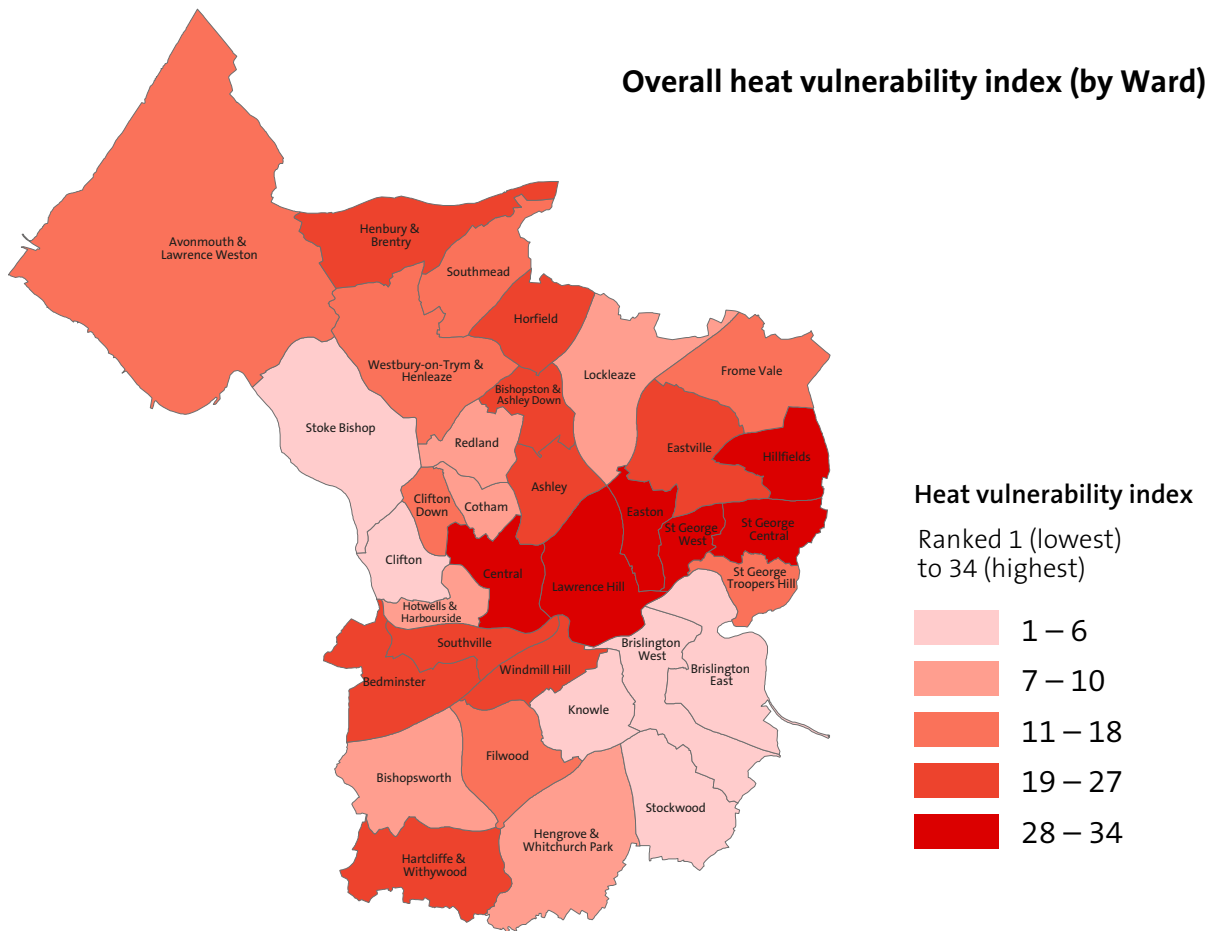 Overall heat vulnerability index (by Ward)
Henbury &
Brentry
Avonmouth &
Lawrence Weston
Southmead
Horfield
Westbury-on-Trym &
Henleaze
Lockleaze
Frome Vale
Bishopston &
Ashley Down
Stoke Bishop
Redland
Eastville
Hillfields
Ashley
Clifton
Down
Cotham
Easton
St George
West
St George
Central
Clifton
Central
Lawrence Hill
St George
Troopers Hill
Hotwells &
Harbourside
Southville
Brislington
West
Windmill Hill
Brislington
East
Bedminster
Knowle
Filwood
Bishopsworth
Stockwood
Hengrove &
Whitchurch Park
Hartcliffe &
Withywood
Heat vulnerability index
Ranked 1 (lowest)
to 34 (highest)
1 – 6
7 – 10
11 – 18
19 – 27
28 – 34